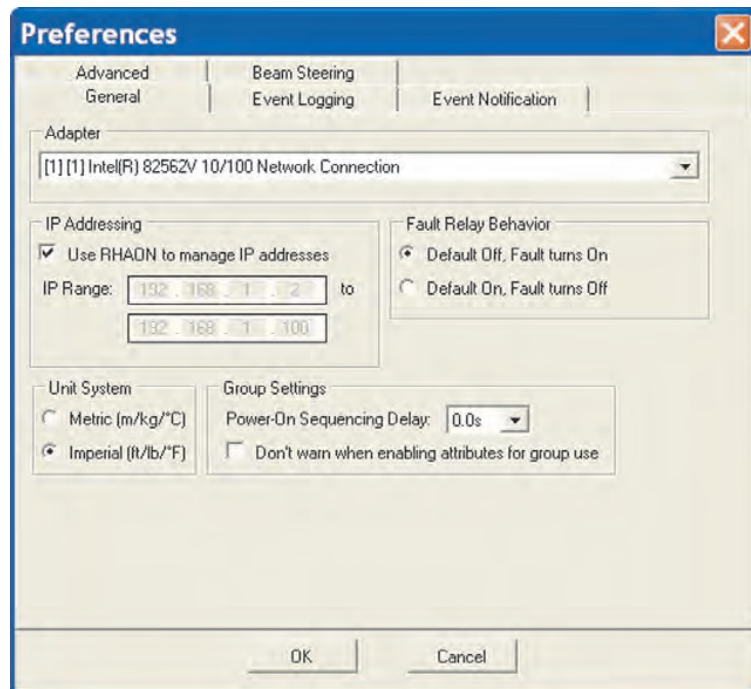 Preferences
Advanced Beam Steering
General Event Logging Event Notification
Adapter
[1] [1] Intel(R) 82562V 10/100 Network Connection
IP Addressing
Use RHAON to manage IP addresses
IP Range: 192 . 168 . 1 . 2 to
192 . 168 . 1 . 100
Fault Relay Behavior
Default Off, Fault turns On
Default On, Fault turns Off
Unit System
Metric (m/kg/°C)
Imperial (ft/lb/°F)
Group Settings
Power-On Sequencing Delay: 0.0s
Don't warn when enabling attributes for group use
OK Cancel